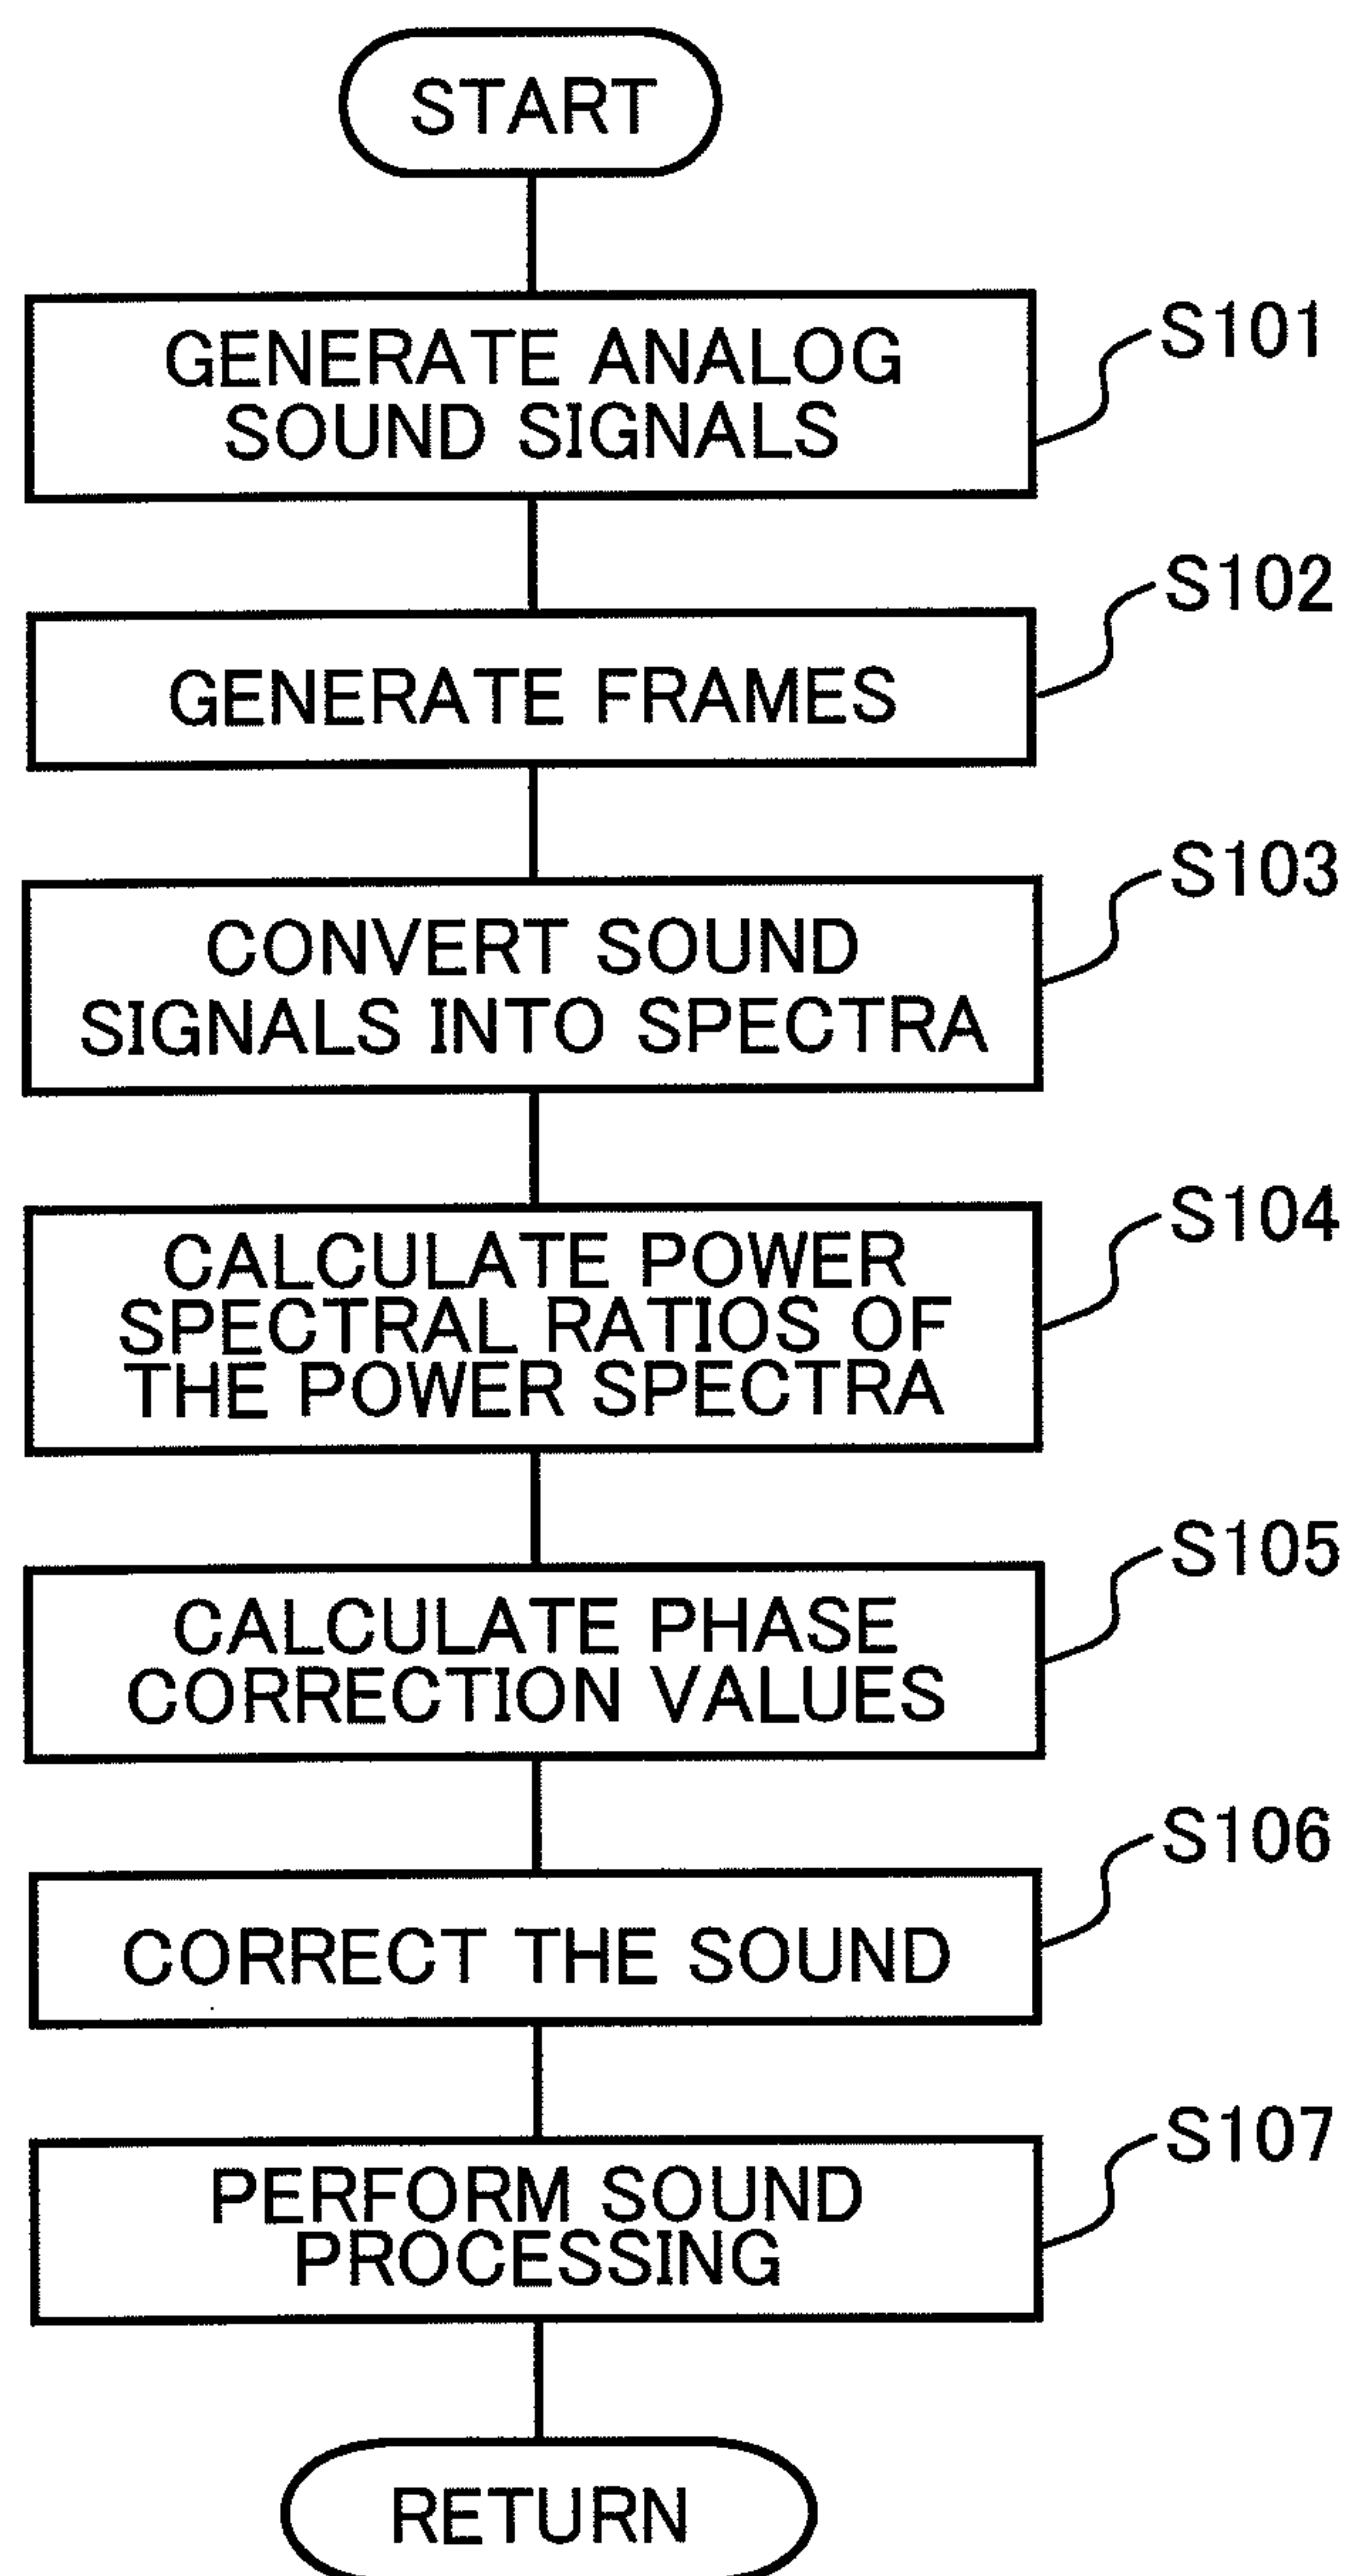 START
GENERATE ANALOG
SOUND SIGNALS
S101
GENERATE FRAMES
S102
CONVERT SOUND
SIGNALS INTO SPECTRA
S103
CALCULATE POWER
SPECTRAL RATIOS OF
THE POWER SPECTRA
S104
CALCULATE PHASE
CORRECTION VALUES
S105
CORRECT THE SOUND
S106
PERFORM SOUND
PROCESSING
S107
RETURN